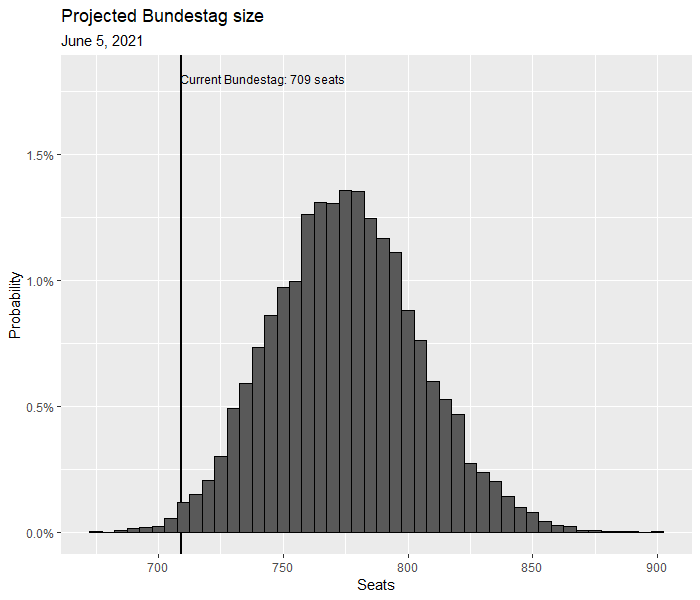 Projected Bundestag size
June 5, 2021
Current Bundestag: 709 seats
1.5%
1.0%
0.5%
0.0%
Probability
700 750 800 850 900
Seats